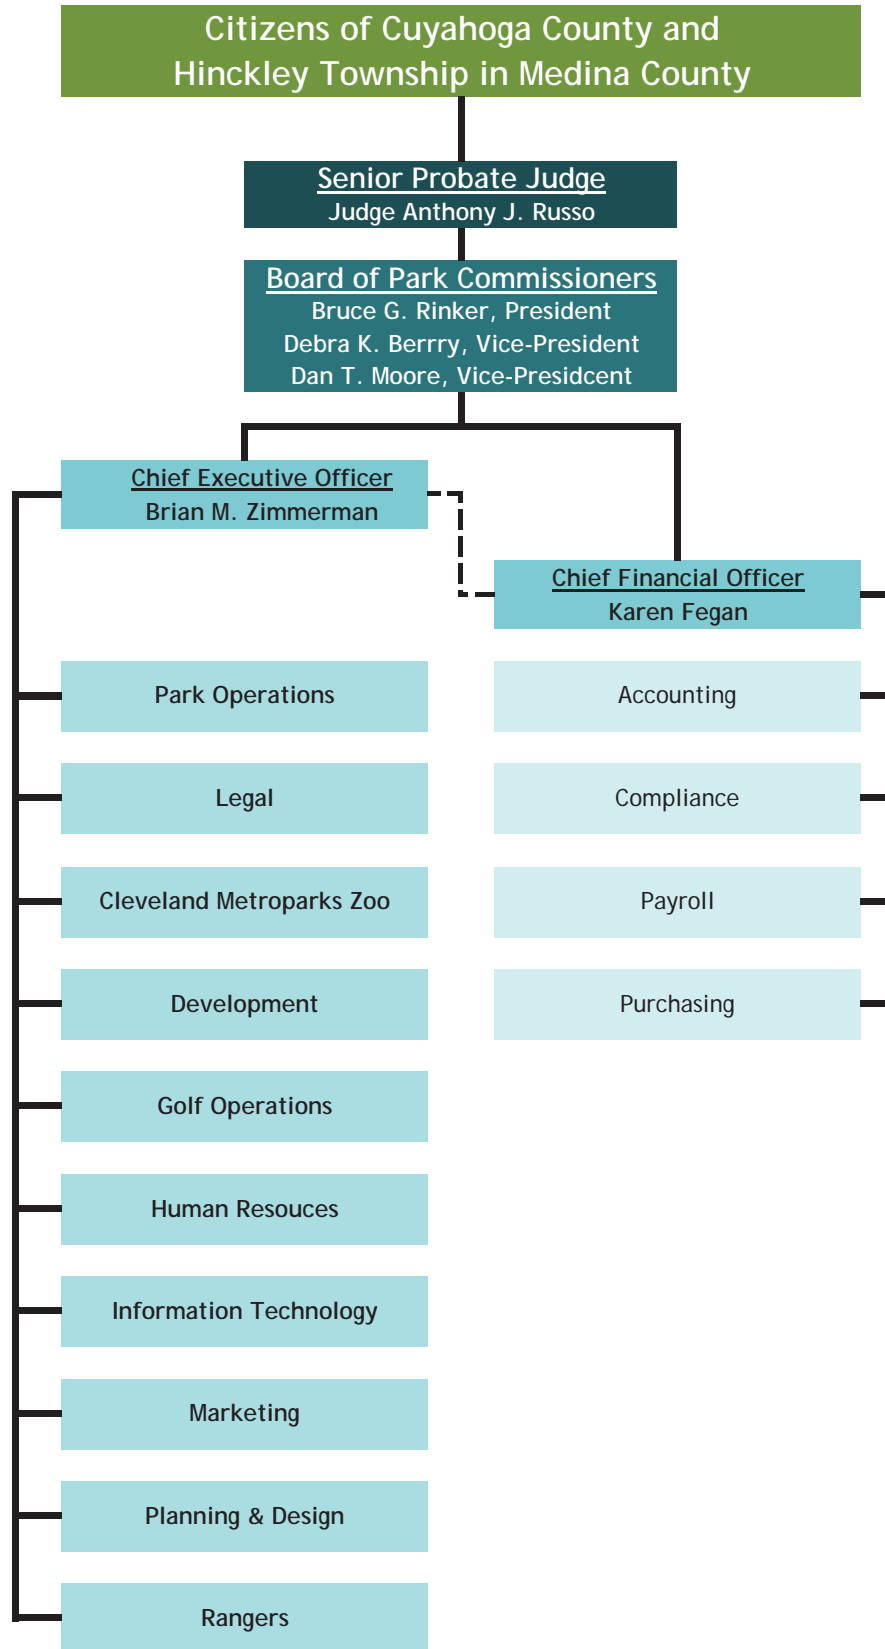 Citizens of Cuyahoga County and
Hinckley Township in Medina County
Senior Probate Judge
Judge Anthony J. Russo
Board of Park Commissioners
Bruce G. Rinker, President
Debra K. Berrry, Vice-President
Dan T. Moore, Vice-Presidcent
Chief Executive Officer
Brian M. Zimmerman
Chief Financial Officer
Karen Fegan
Park Operations
Legal
Cleveland Metroparks Zoo
Development
Golf Operations
Human Resouces
Information Technology
Marketing
Planning & Design
Rangers
Accounting
Compliance
Payroll
Purchasing